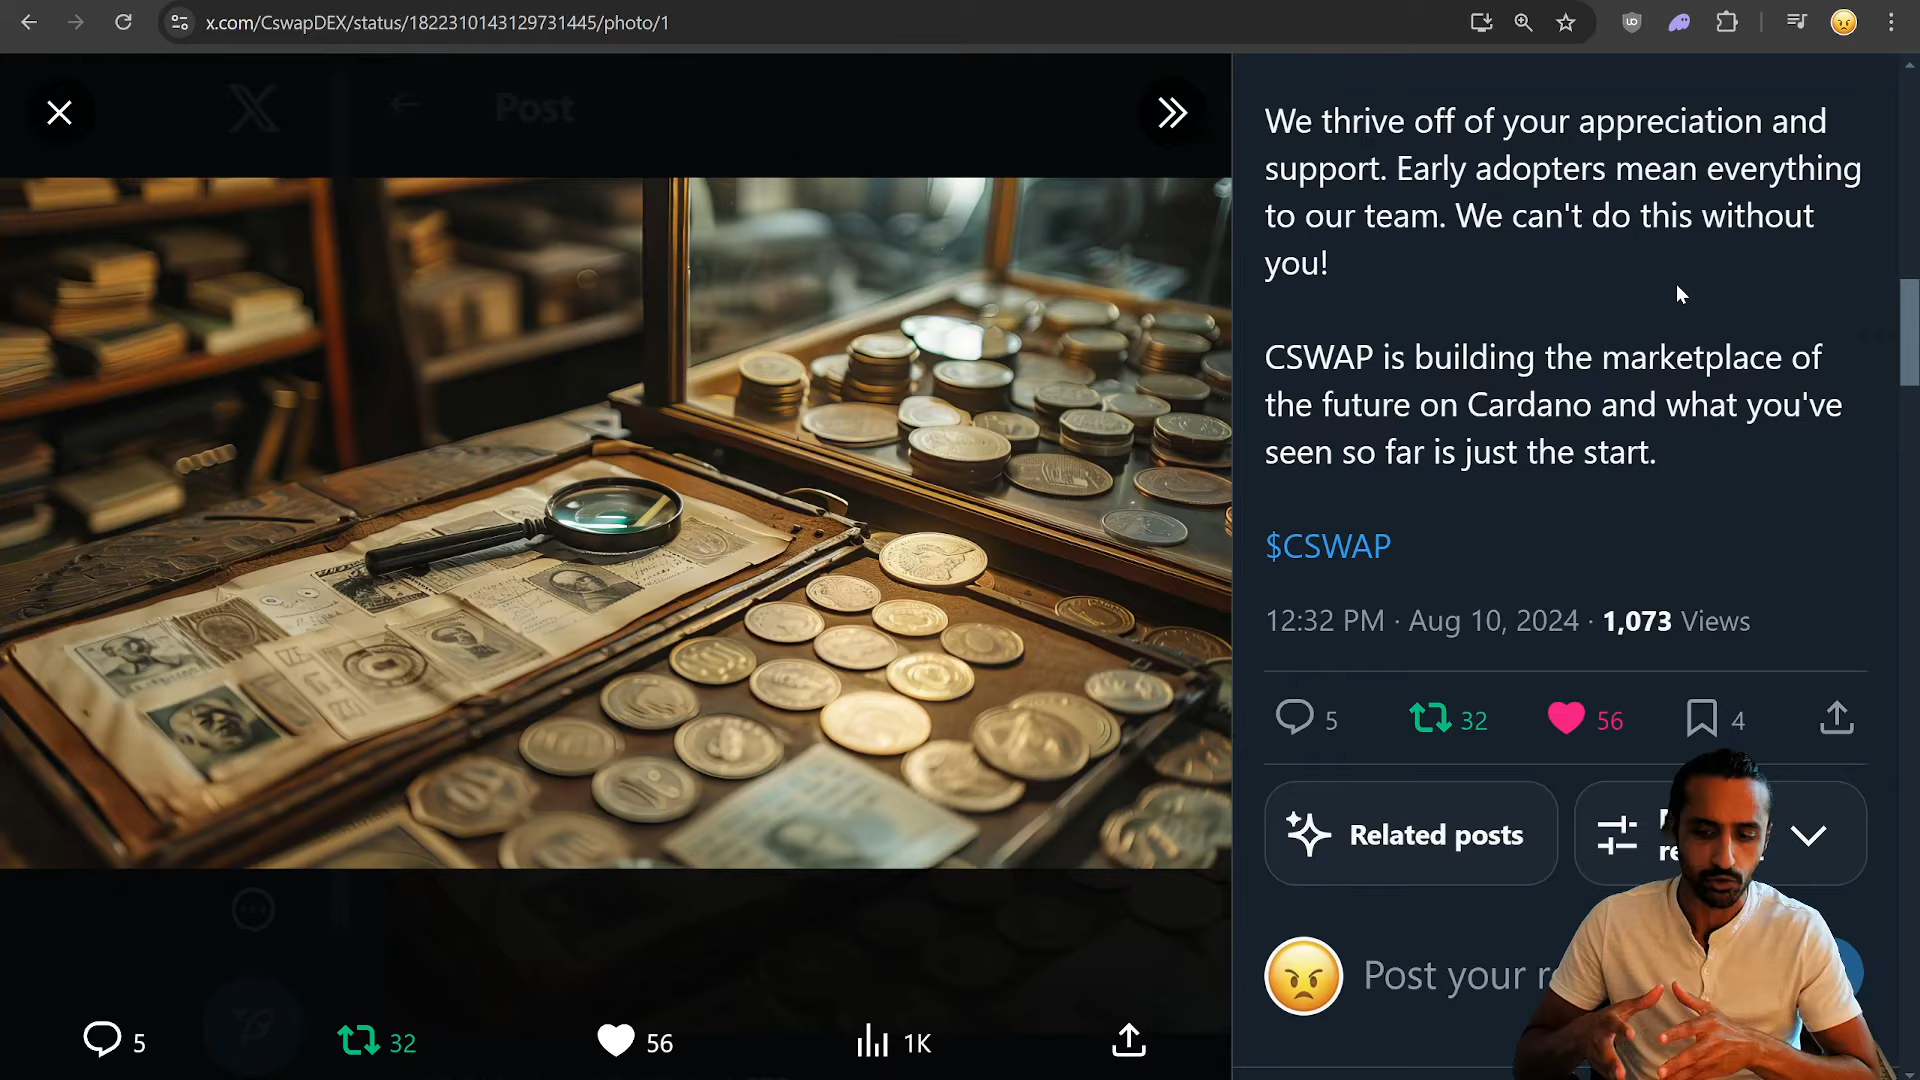 x.com/CswapDEX/status/1822310143129731445/photo/1
Post
We thrive off of your appreciation and
support. Early adopters mean everything
to our team. We can't do this without
you!
CSWAP is building the marketplace of
the future on Cardano and what you've
seen so far is just the start.
$CSWAP
12:32 PM · Aug 10, 2024 · 1,073 Views
5 32 56 4
Related posts
Post your
5 32 56 1K